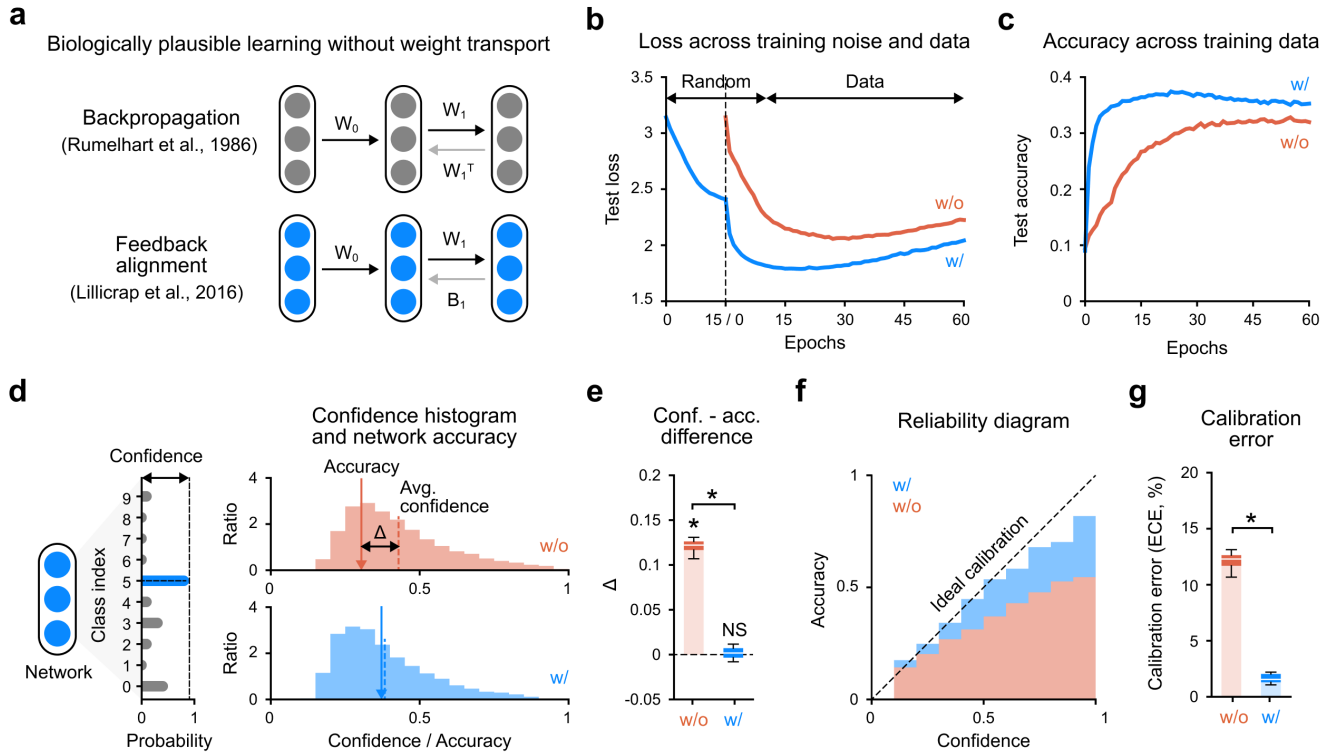 a
Biologically plausible learning without weight transport
Backpropagation
(Rumelhart et al., 1986)
W0
W1
W1T
Feedback
alignment
(Lillicrap et al., 2016)
W0
W1
B1
b
Loss across training noise and data
Random
Data
3.5
3
2.5
2
1.5
Test loss
w/o
w/
0
15 / 0
15
30
45
60
Epochs
c
Accuracy across training data
0.4
0.3
0.2
0.1
0
Test accuracy
w/
w/o
0
15
30
45
60
Epochs
d
Confidence
Class index
9
8
7
6
5
4
3
2
1
0
Network
0
1
Probability
Confidence histogram
and network accuracy
Accuracy
Avg.
confidence
Δ
w/o
Ratio
4
2
0
0.5
1
w/
Ratio
4
2
0
0
0.5
1
Confidence / Accuracy
e
Conf. - acc.
difference
0.2
0.15
0.1
0.05
0
-0.05
Δ
*
*
NS
w/o
w/
f
Reliability diagram
1
0.5
0
Accuracy
w/
w/o
Ideal calibration
0
0.5
1
Confidence
g
Calibration
error
20
15
10
5
0
Calibration error (ECE, %)
*
w/o
w/